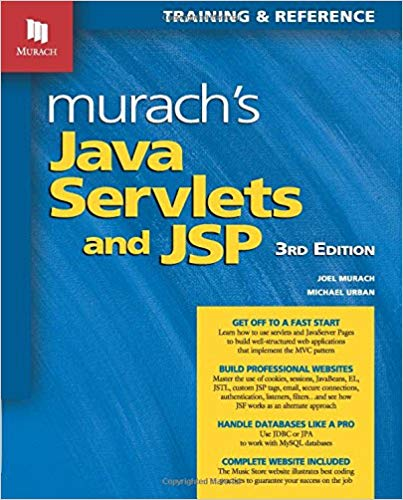 TRAINING & REFERENCE
MURACH
murach's
Java
Servlets
and JSP 3RD EDITION
JOEL MURACH
MICHAEL URBAN
GET OFF TO A FAST START
Learn how to use servlets and JavaServer Pages
to build well-structured web applications
that implement the MVC pattern
BUILD PROFESSIONAL WEBSITES
Master the use of cookies, sessions, JavaBeans, EL,
JSTL, custom JSP tags, email, secure connections,
authentication, listeners, filters...and see how
JSF works as an alternate approach
HANDLE DATABASES LIKE A PRO
Use JDBC or JPA
to work with MySQL databases
COMPLETE WEBSITE INCLUDED
The Music Store website illustrates best coding
to guarantee your success on the job
Copyrighted Material